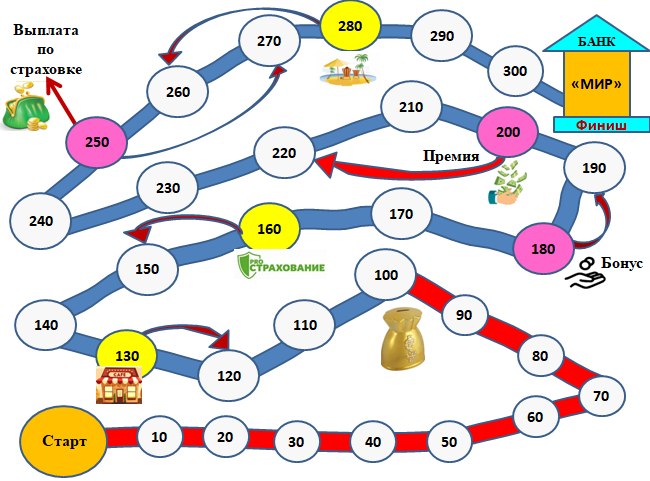 Выплата
по
страховке
280
270
290
БАНК
260
300
«МИР»
210
Финиш
250
200
220
Премия
190
230
240
160
170
180
150
PRO
СТРАХОВАНИЕ
Бонус
100
140
110
90
130
80
120
CAFE
70
60
Старт
10
20
30
40
50